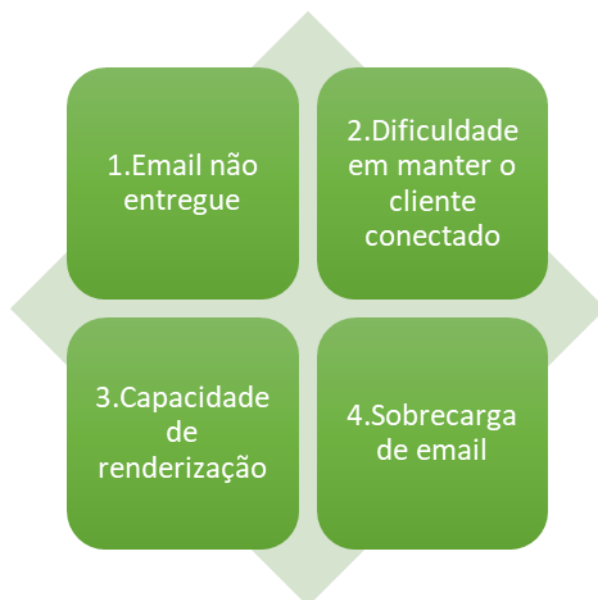 1.Email não
entregue
2.Dificuldade
em manter o
cliente
conectado
3.Capacidade
de
renderização
4.Sobrecarga
de email